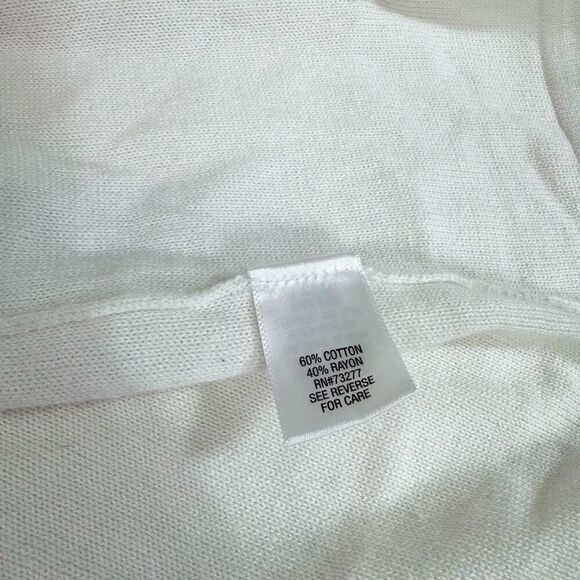 60% COTTON
40% RAYON
RN#73277
SEE REVERSE
FOR CARE